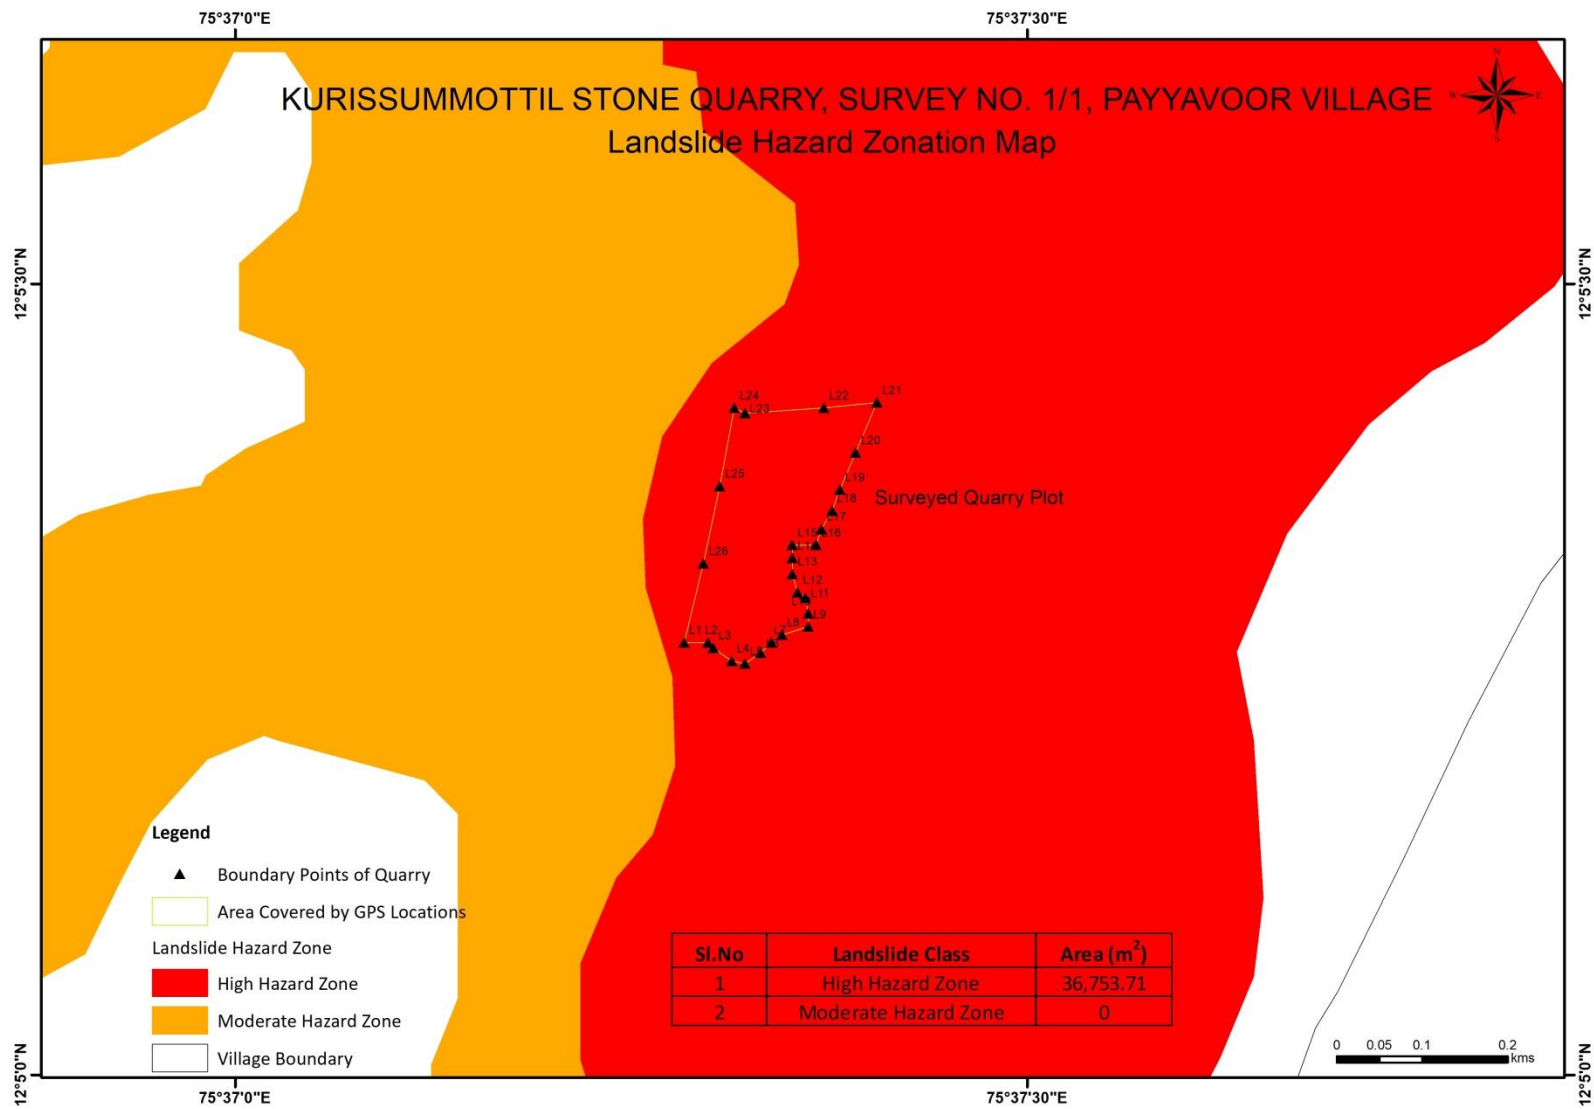 75°37'0"E 75°37'30"E
KURISSUMMOTTIL STONE QUARRY, SURVEY NO. 1/1, PAYYAVOOR VILLAGE
Landslide Hazard Zonation Map
N
W E
S
12°5'30"N 12°5'30"N
L24 L23 L22 L21
L20
L25
L19
Surveyed Quarry Plot
L18
L17
L15 L16
L13
L26
L12
L11
L9
L8
L1 L2 L3 L7
L4
Legend
Boundary Points of Quarry
Area Covered by GPS Locations
Landslide Hazard Zone
High Hazard Zone
Moderate Hazard Zone
Village Boundary
Sl.No Landslide Class Area (m²)
1 High Hazard Zone 36,753.71
2 Moderate Hazard Zone 0
0 0.05 0.1 0.2
kms
12°5'0"N 12°5'0"N
75°37'0"E 75°37'30"E